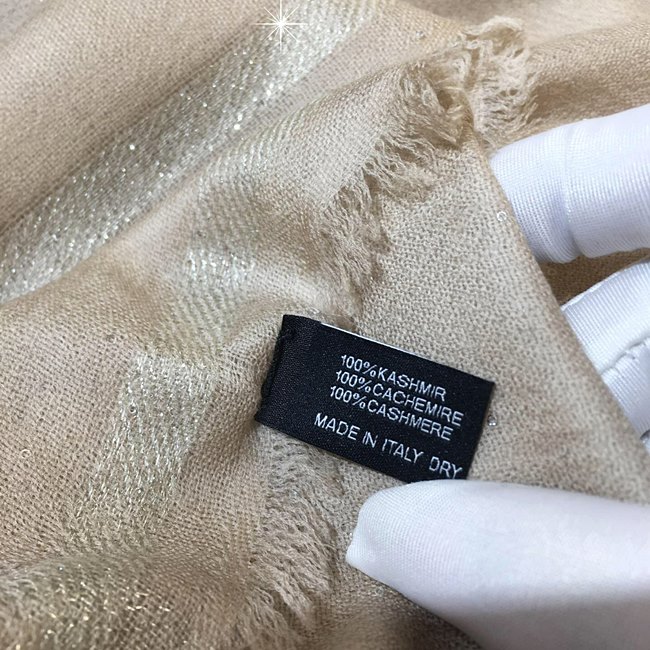 100%KASHMIR
100%CACHEMIRE
100%CASHMERE
MADE IN ITALY DRY